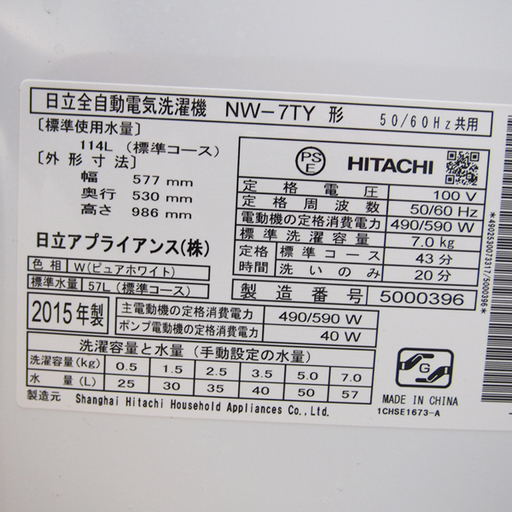 日立全自動電気洗濯機 NW-7TY 形 50/60Hz共用
〔標準使用水量〕
114L (標準コース)
〔外形寸法〕
幅 577 mm
奥行 530 mm
高さ 986 mm
日立アプライアンス(株)
色相 W(ピュアホワイト)
標準水量 57L (標準コース)
PS
E
HITACHI
定格電圧 100 V
定格周波数 50/60 Hz
電動機の定格消費電力 490/590 W
標準洗濯容量 7.0 kg
定格時間 標準コース 43分
洗いのみ 20分
製造番号 5000396
2015年製 主電動機の定格消費電力 490/590 W
ポンプ電動機の定格消費電力 40 W
洗濯容量と水量 (手動設定の水量)
洗濯容量(kg) 0.5 1.5 2.5 3.5 5.0 7.0
水量(L) 25 30 35 40 50 57
製造元 Shanghai Hitachi Household Appliances Co.,Ltd.
G
MADE IN CHINA
1CHSE1673-A
*4902530073317/5000396*